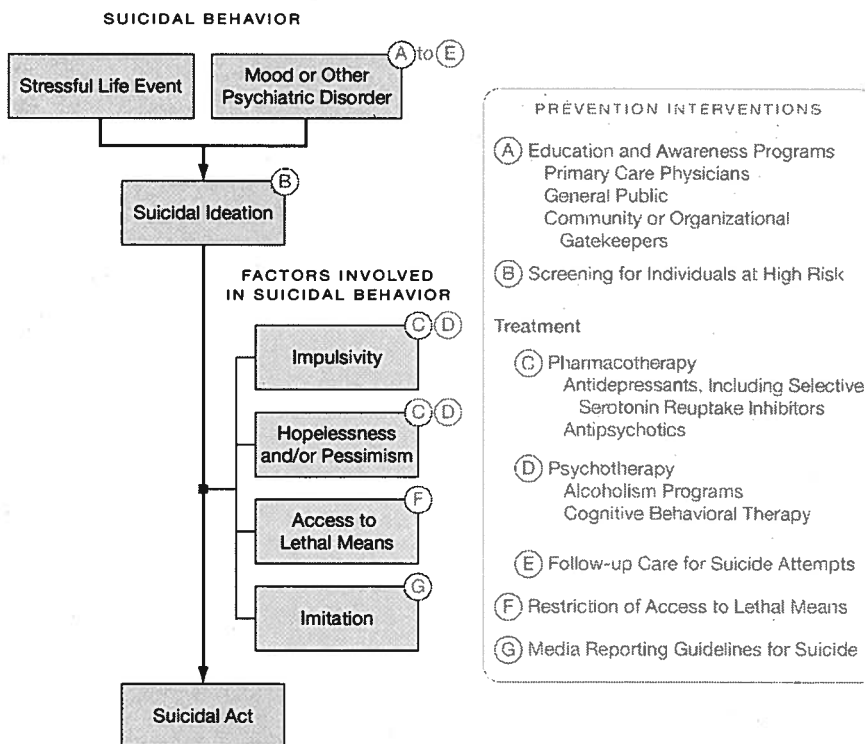 SUICIDAL BEHAVIOR
A to E
Stressful Life Event
Mood or Other
Psychiatric Disorder
B
Suicidal Ideation
FACTORS INVOLVED
IN SUICIDAL BEHAVIOR
C D
Impulsivity
C D
Hopelessness
and/or Pessimism
F
Access to
Lethal Means
G
Imitation
Suicidal Act
PREVENTION INTERVENTIONS
A Education and Awareness Programs
Primary Care Physicians
General Public
Community or Organizational
Gatekeepers
B Screening for Individuals at High Risk
Treatment
C Pharmacotherapy
Antidepressants, Including Selective
Serotonin Reuptake Inhibitors
Antipsychotics
D Psychotherapy
Alcoholism Programs
Cognitive Behavioral Therapy
E Follow-up Care for Suicide Attempts
F Restriction of Access to Lethal Means
G Media Reporting Guidelines for Suicide